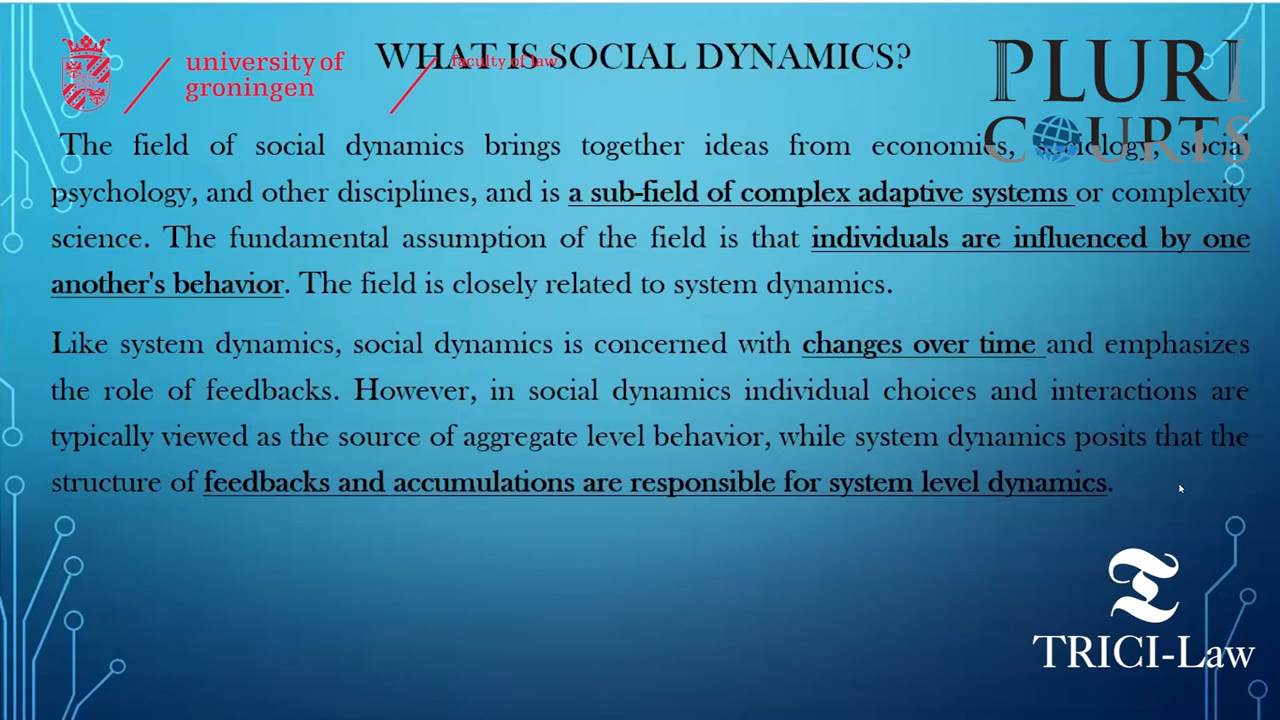 university of
groningen
faculty of law
WHAT IS SOCIAL DYNAMICS?
PLURI
COURTS
The field of social dynamics brings together ideas from economics, sociology, social
psychology, and other disciplines, and is a sub-field of complex adaptive systems or complexity
science. The fundamental assumption of the field is that individuals are influenced by one
another's behavior. The field is closely related to system dynamics.
Like system dynamics, social dynamics is concerned with changes over time and emphasizes
the role of feedbacks. However, in social dynamics individual choices and interactions are
typically viewed as the source of aggregate level behavior, while system dynamics posits that the
structure of feedbacks and accumulations are responsible for system level dynamics.
TRICI-Law